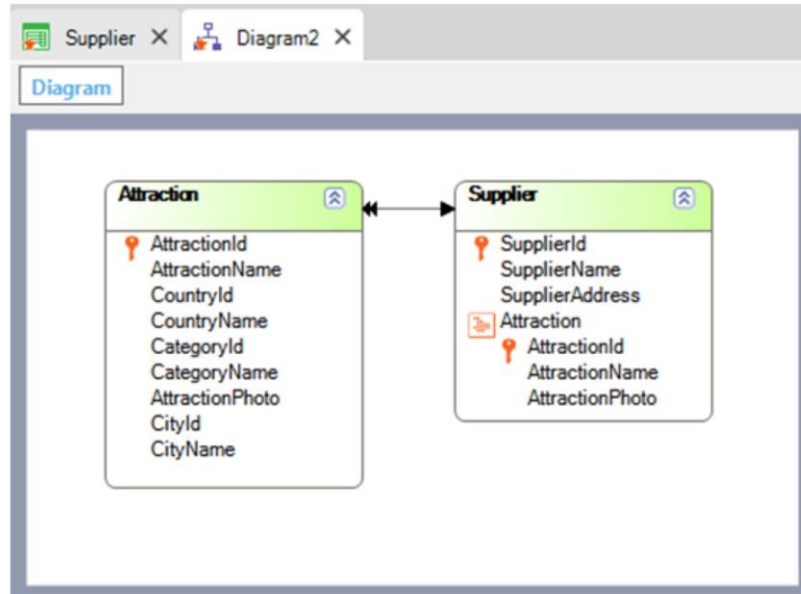 Supplier
Diagram2
Diagram
Attraction
AttractionId
AttractionName
CountryId
CountryName
CategoryId
CategoryName
AttractionPhoto
CityId
CityName
Supplier
SupplierId
SupplierName
SupplierAddress
Attraction
AttractionId
AttractionName
AttractionPhoto